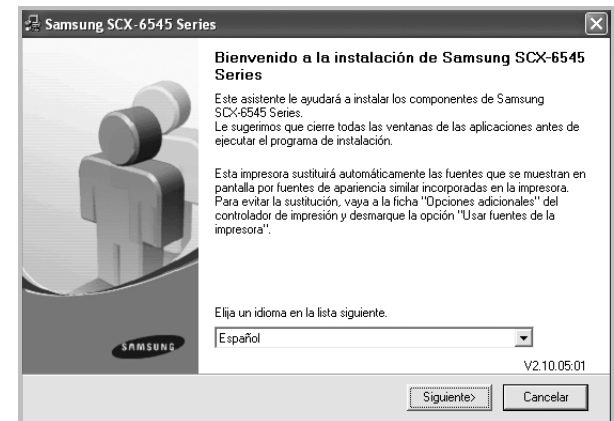 Samsung SCX-6545 Series
Bienvenido a la instalación de Samsung SCX-6545
Series
Este asistente le ayudará a instalar los componentes de Samsung
SCX-6545 Series.
Le sugerimos que cierre todas las ventanas de las aplicaciones antes de
ejecutar el programa de instalación.
Esta impresora sustituirá automáticamente las fuentes que se muestran en
pantalla por fuentes de apariencia similar incorporadas en la impresora.
Para evitar la sustitución, vaya a la ficha "Opciones adicionales" del
controlador de impresión y desmarque la opción "Usar fuentes de la
impresora".
Elija un idioma en la lista siguiente.
Español
SAMSUNG
V2.10.05:01
Siguiente>
Cancelar